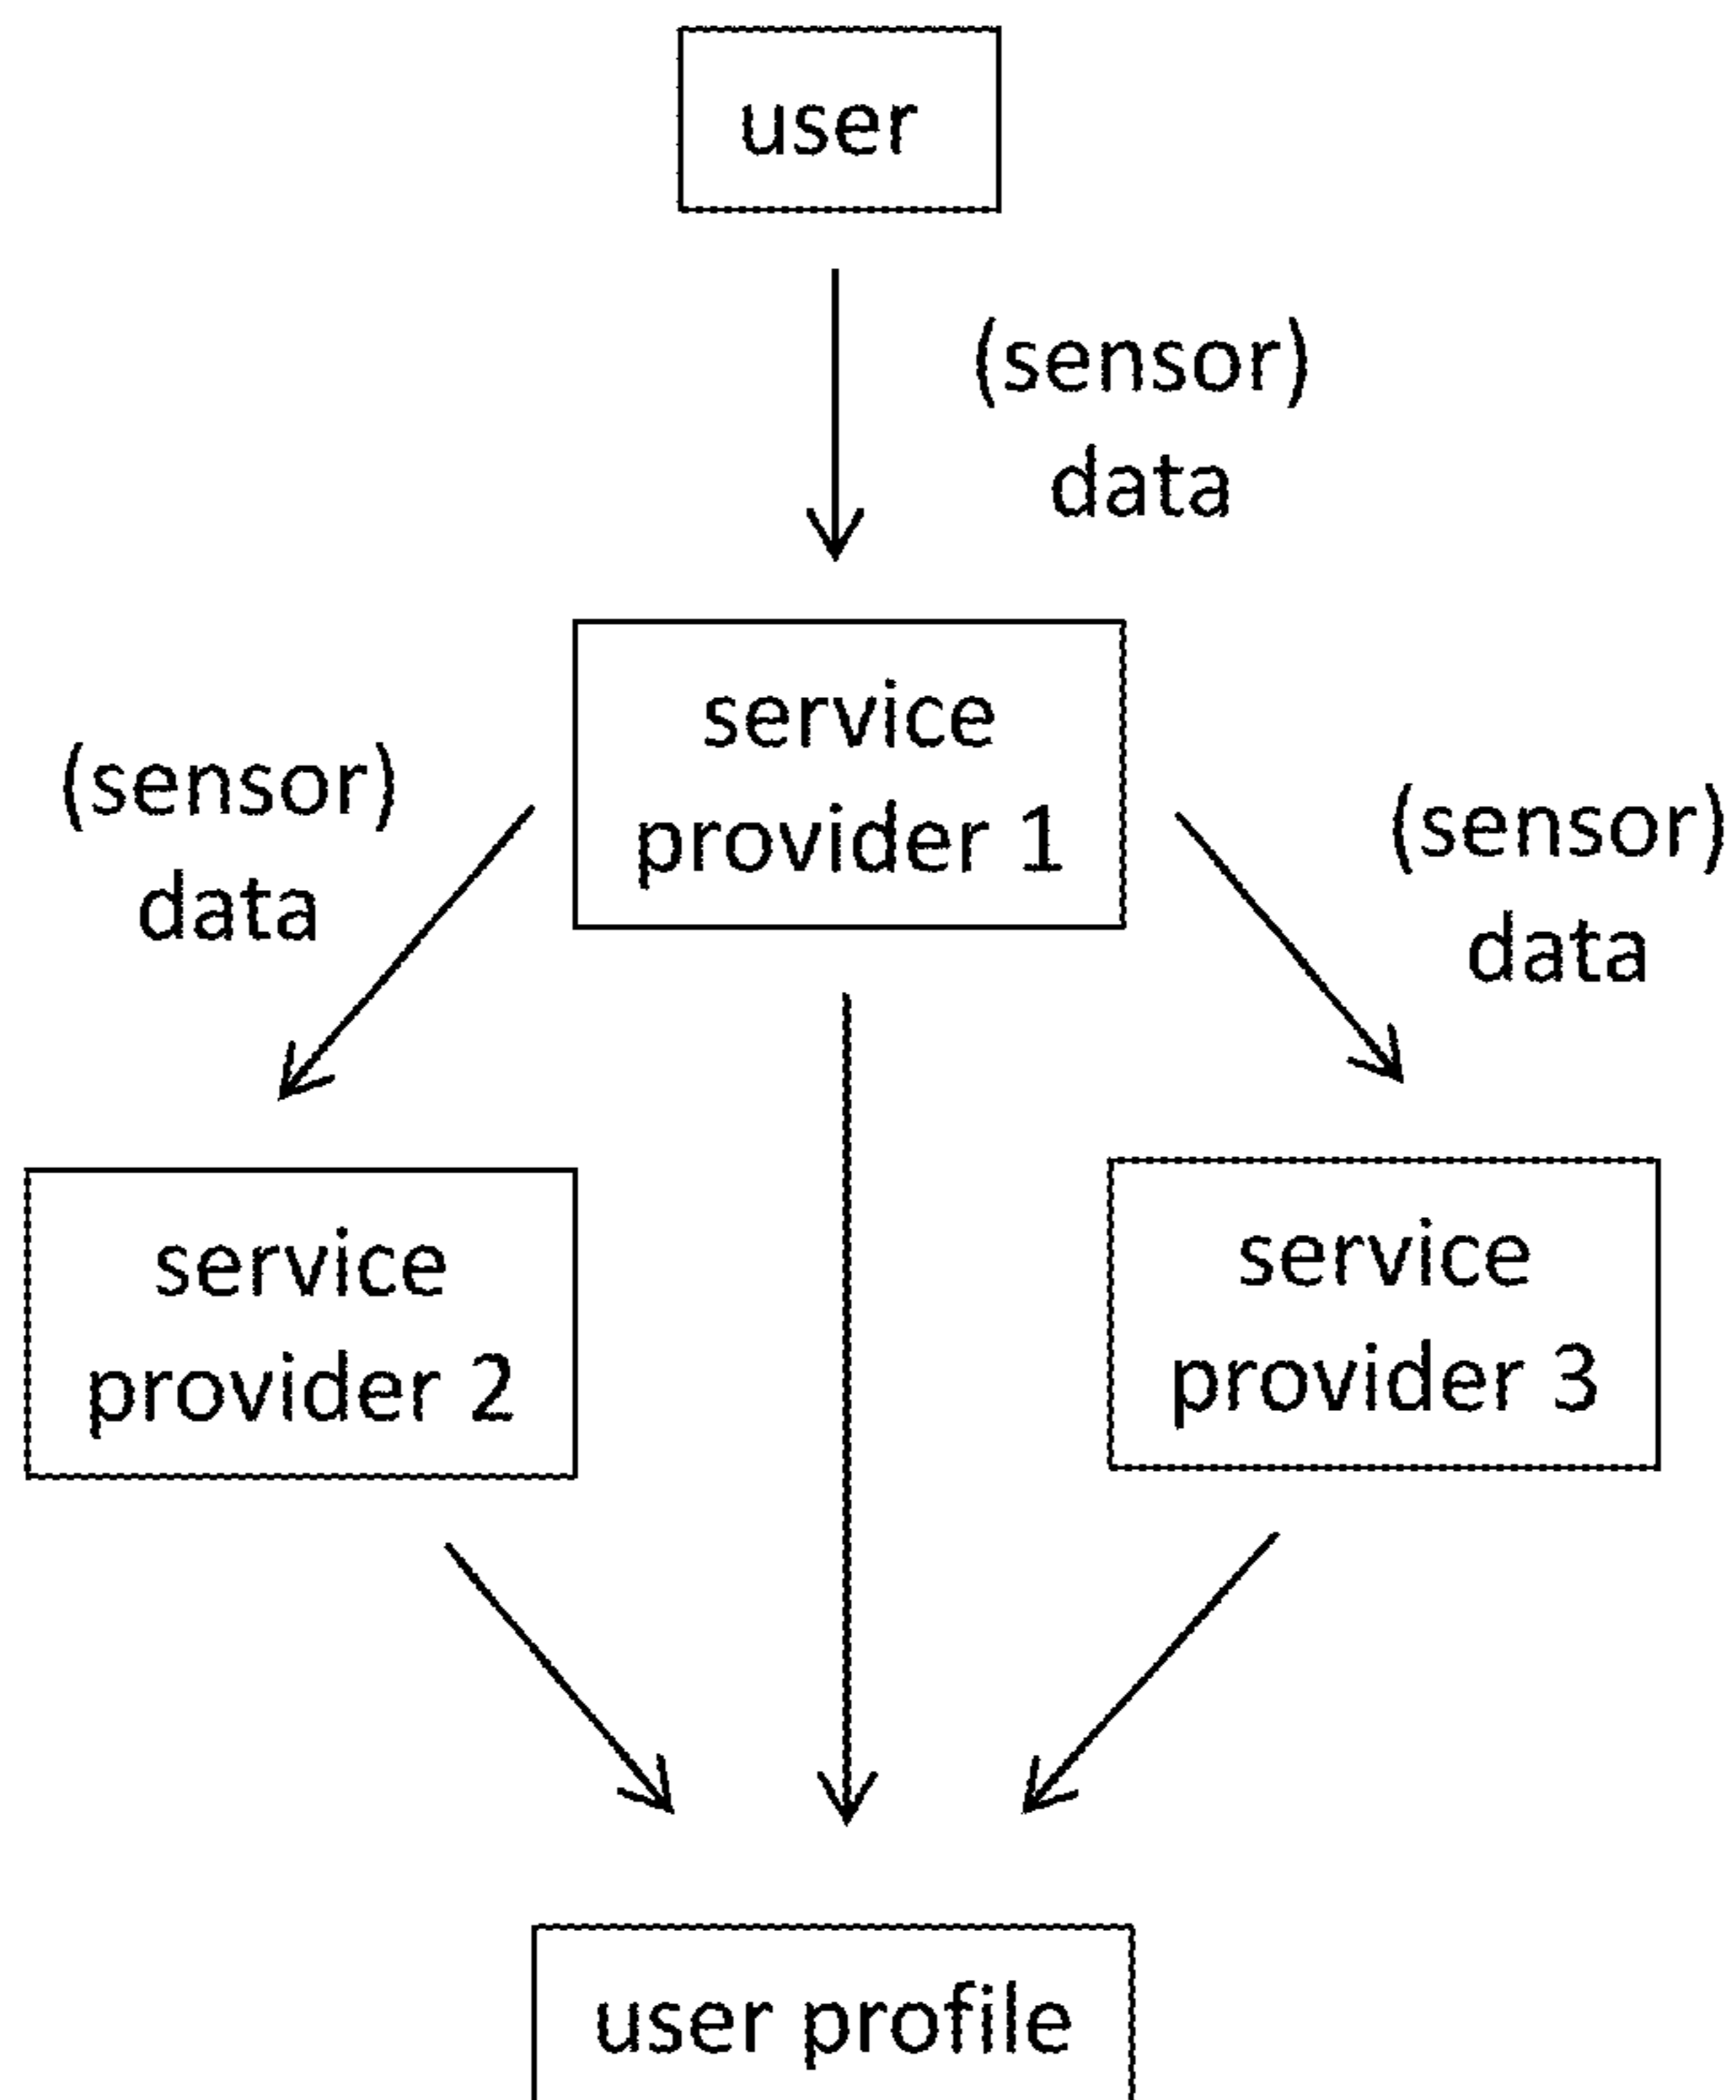 user
(sensor)
data
service
provider 1
(sensor)
data
(sensor)
data
service
provider 2
service
provider 3
user profile